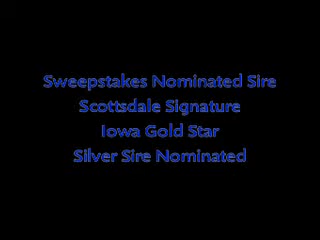 Sweepstakes Nominated Sire
Scottsdale Signature
Iowa Gold Star
Silver Sire Nominated